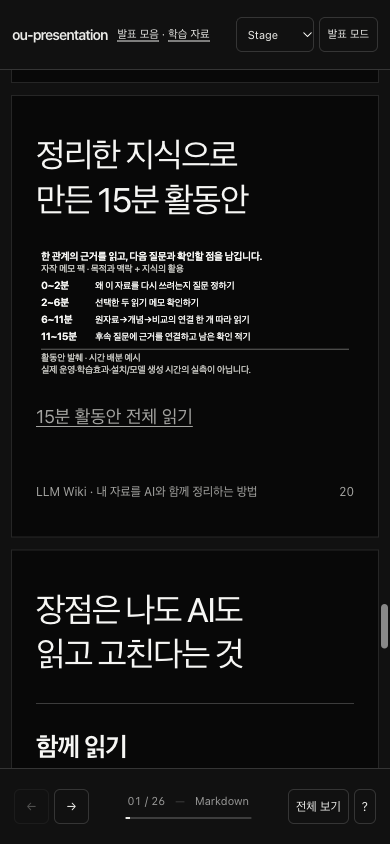 ou-presentation 발표 모음 · 학습 자료 Stage 발표 모드
정리한 지식으로
만든 15분 활동안
한 관계의 근거를 읽고, 다음 질문과 확인할 점을 남깁니다.
자작 메모 팩 · 목적과 맥락 + 지식의 활용
0~2분 왜 이 자료를 다시 쓰려는지 질문 정하기
2~6분 선택한 두 읽기 메모 확인하기
6~11분 원자료→개념→비교의 연결 한 개 따라 읽기
11~15분 후속 질문에 근거를 연결하고 남은 확인 적기
활동안 발췌 · 시간 배분 예시
실제 운영·학습효과·설치/모델 생성 시간의 실측이 아닙니다.
15분 활동안 전체 읽기
LLM Wiki · 내 자료를 AI와 함께 정리하는 방법 20
장점은 나도 AI도
읽고 고친다는 것
함께 읽기
← → 01 / 26 — Markdown 전체 보기 ?